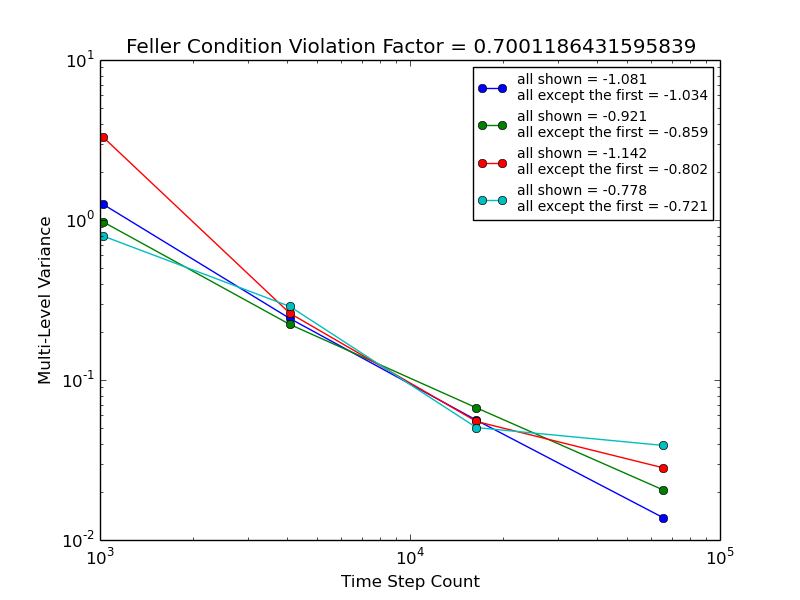 Feller Condition Violation Factor = 0.7001186431595839
all shown = -1.081
all except the first = -1.034
all shown = -0.921
all except the first = -0.859
all shown = -1.142
all except the first = -0.802
all shown = -0.778
all except the first = -0.721
Multi-Level Variance
10^1
10^0
10^-1
10^-2
10^3 10^4 10^5
Time Step Count